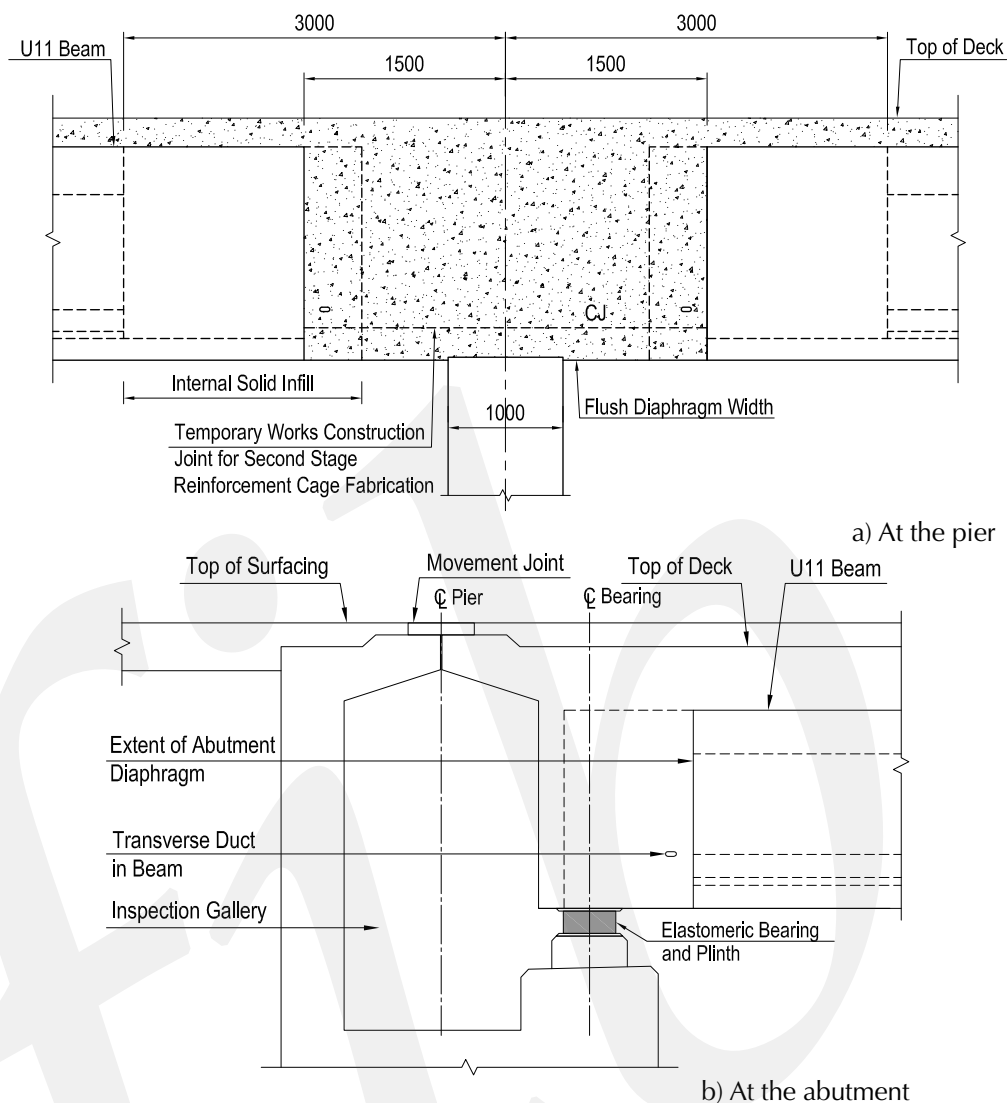 3000
3000
U11 Beam
Top of Deck
1500
1500
CJ
Internal Solid Infill
1000
Flush Diaphragm Width
Temporary Works Construction
Joint for Second Stage
Reinforcement Cage Fabrication
a) At the pier
Top of Surfacing
Movement Joint
Top of Deck
U11 Beam
℄ Pier
℄ Bearing
Extent of Abutment
Diaphragm
Transverse Duct
in Beam
Inspection Gallery
Elastomeric Bearing
and Plinth
b) At the abutment
fib